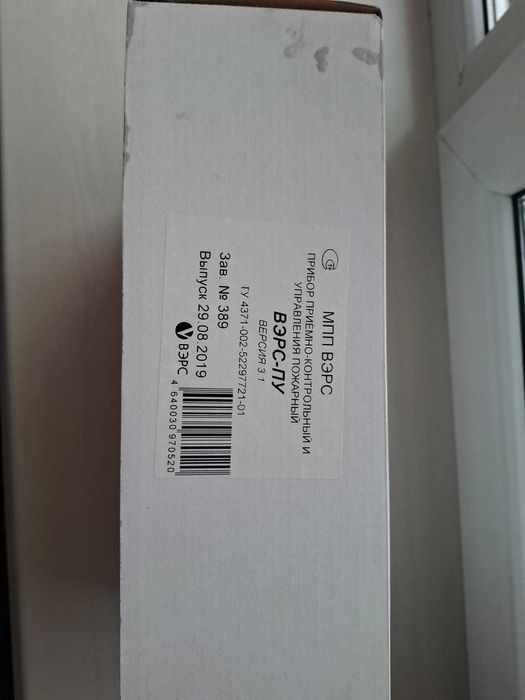 МПП ВЭРС
ПРИБОР ПРИЕМНО-КОНТРОЛЬНЫЙ И
УПРАВЛЕНИЯ ПОЖАРНЫЙ
ВЭРС-ПУ
ВЕРСИЯ 3.1
ТУ 4371-002-52297721-01
Зав. № 389
Выпуск 29 08 2019
ВЭРС
4 640030 970520